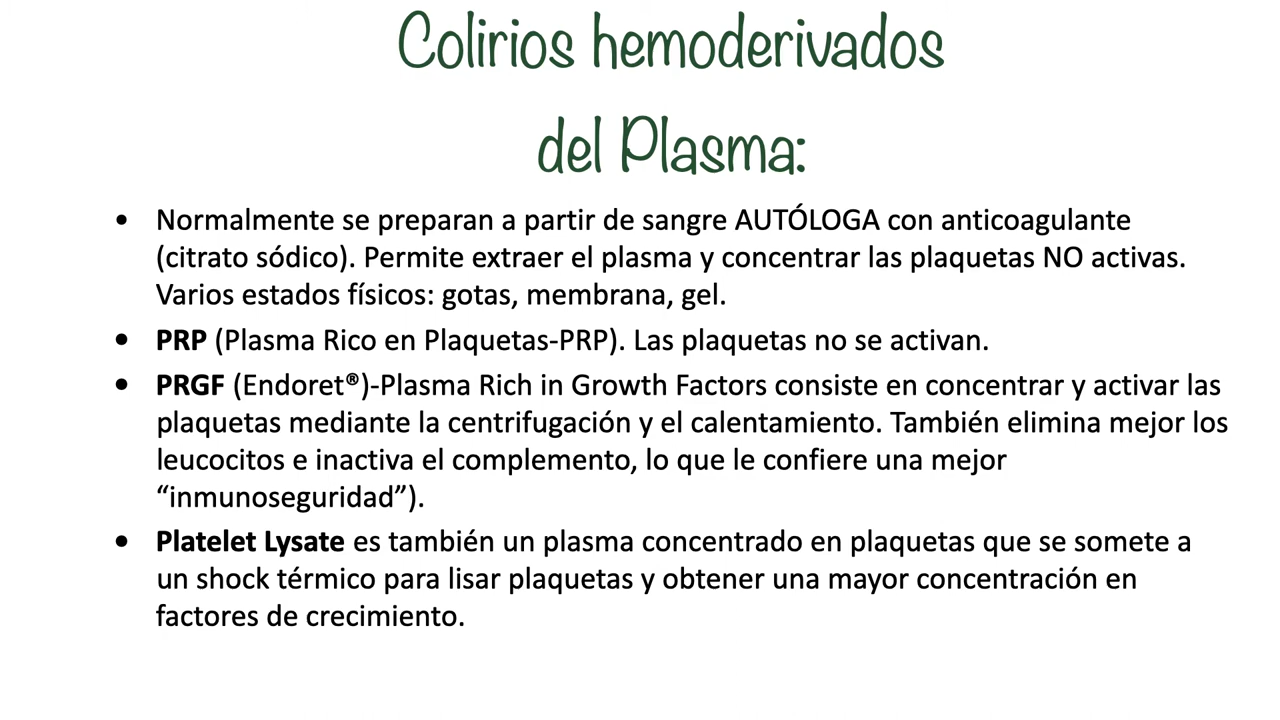 Colirios hemoderivados
del Plasma:
• Normalmente se preparan a partir de sangre AUTÓLOGA con anticoagulante
(citrato sódico). Permite extraer el plasma y concentrar las plaquetas NO activas.
Varios estados físicos: gotas, membrana, gel.
• PRP (Plasma Rico en Plaquetas-PRP). Las plaquetas no se activan.
• PRGF (Endoret®)-Plasma Rich in Growth Factors consiste en concentrar y activar las
plaquetas mediante la centrifugación y el calentamiento. También elimina mejor los
leucocitos e inactiva el complemento, lo que le confiere una mejor
“inmunoseguridad”).
• Platelet Lysate es también un plasma concentrado en plaquetas que se somete a
un shock térmico para lisar plaquetas y obtener una mayor concentración en
factores de crecimiento.